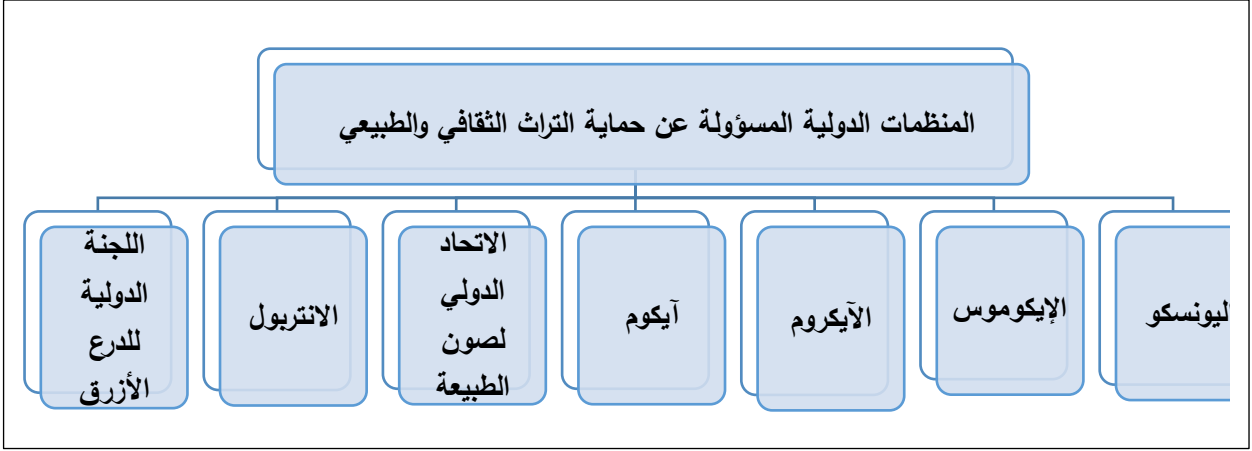 المنظمات الدولية المسؤولة عن حماية التراث الثقافي والطبيعي
اليونسكو
الإيكوموس
الآيكروم
آيكوم
الاتحاد
الدولي
لصون
الطبيعة
الانتربول
اللجنة
الدولية
للدرع
الأزرق